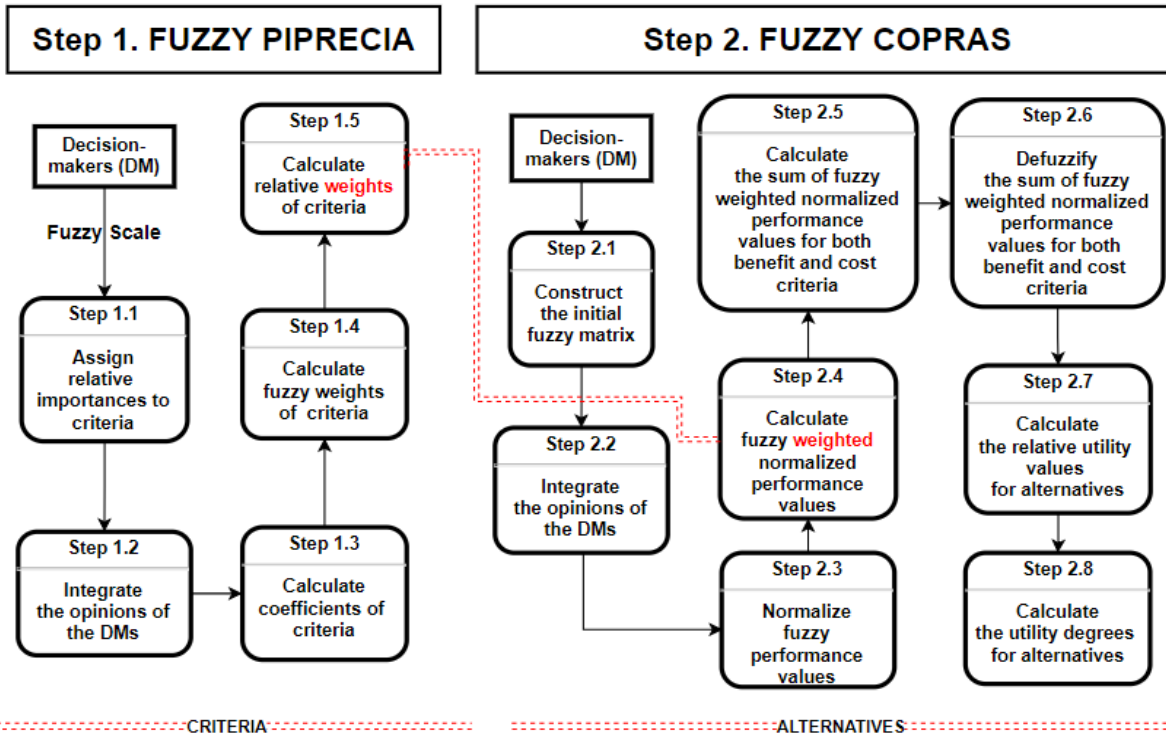 Step 1. FUZZY PIPRECIA
Decision-
makers (DM)
Fuzzy Scale
Step 1.1
Assign
relative
importances to
criteria
Step 1.2
Integrate
the opinions of
the DMs
Step 1.3
Calculate
coefficients of
criteria
Step 1.4
Calculate
fuzzy weights
of criteria
Step 1.5
Calculate
relative weights
of criteria
CRITERIA
Step 2. FUZZY COPRAS
Decision-
makers (DM)
Step 2.1
Construct
the initial
fuzzy matrix
Step 2.2
Integrate
the opinions of
the DMs
Step 2.3
Normalize
fuzzy
performance
values
Step 2.4
Calculate
fuzzy weighted
normalized
performance
values
Step 2.5
Calculate
the sum of fuzzy
weighted normalized
performance
values for both
benefit and cost
criteria
Step 2.6
Defuzzify
the sum of fuzzy
weighted normalized
performance
values for both
benefit and cost
criteria
Step 2.7
Calculate
the relative utility
values
for alternatives
Step 2.8
Calculate
the utility degrees
for alternatives
ALTERNATIVES